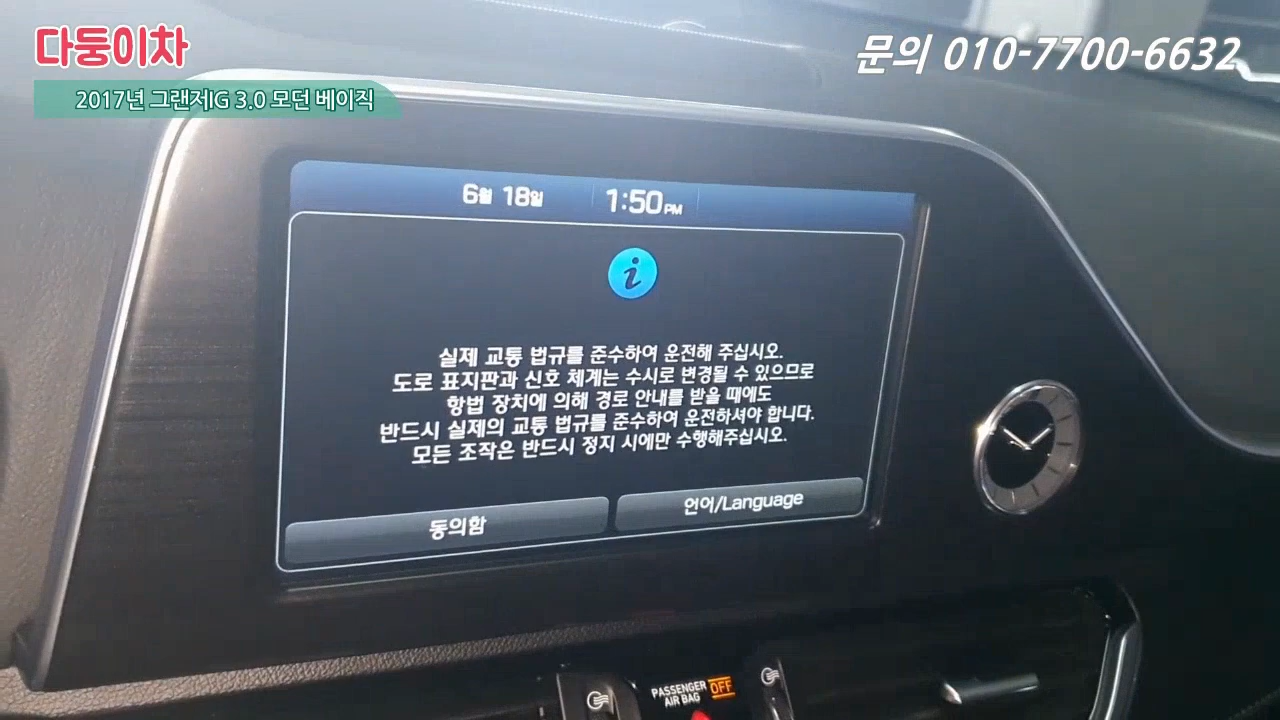 다둥이차
문의 010-7700-6632
2017년 그랜저IG 3.0 모던 베이직
6월 18일 1:50 PM
i
실제 교통 법규를 준수하여 운전해 주십시오.
도로 표지판과 신호 체계는 수시로 변경될 수 있으므로
항법 장치에 의해 경로 안내를 받을 때에도
반드시 실제의 교통 법규를 준수하여 운전하셔야 합니다.
모든 조작은 반드시 정지 시에만 수행해주십시오.
동의함
언어/Language
PASSENGER
AIR BAG
OFF